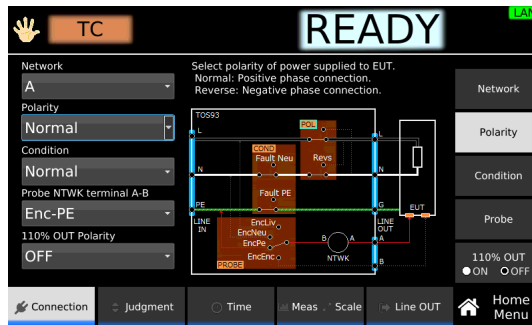 LAN
TC
READY
Network
A
Polarity
Normal
Condition
Normal
Probe NTWK terminal A-B
Enc-PE
110% OUT Polarity
OFF
Select polarity of power supplied to EUT.
Normal: Positive phase connection.
Reverse: Negative phase connection.
TOS93
POL
L
L
COND
Fault Neu
Revs
N
N
Fault PE
PE
G
EUT
LINE
IN
LINE
OUT
EncLiv
EncNeu
EncPe
EncEnc
B
A
A
NTWK
B
PROBE
Network
Polarity
Condition
Probe
110% OUT
ON OFF
Connection
Judgment
Time
Meas Scale
Line OUT
Home
Menu